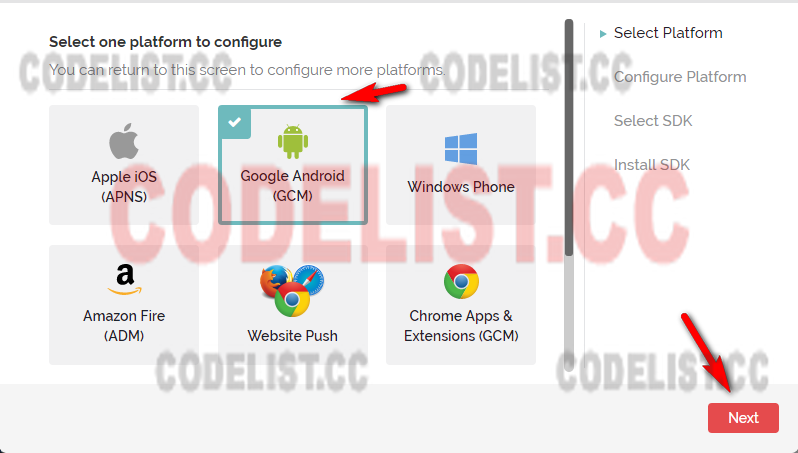 Select one platform to configure
You can return to this screen to configure more platforms.
CODELIST.CC
CODELIST.CC
Apple iOS
(APNS)
Google Android
(GCM)
Windows Phone
CODELIST.CC
Amazon Fire
(ADM)
Website Push
Chrome Apps &
Extensions (GCM)
CODELIST.CC
CODELIST.CC
Select Platform
Configure Platform
Select SDK
Install SDK
Next